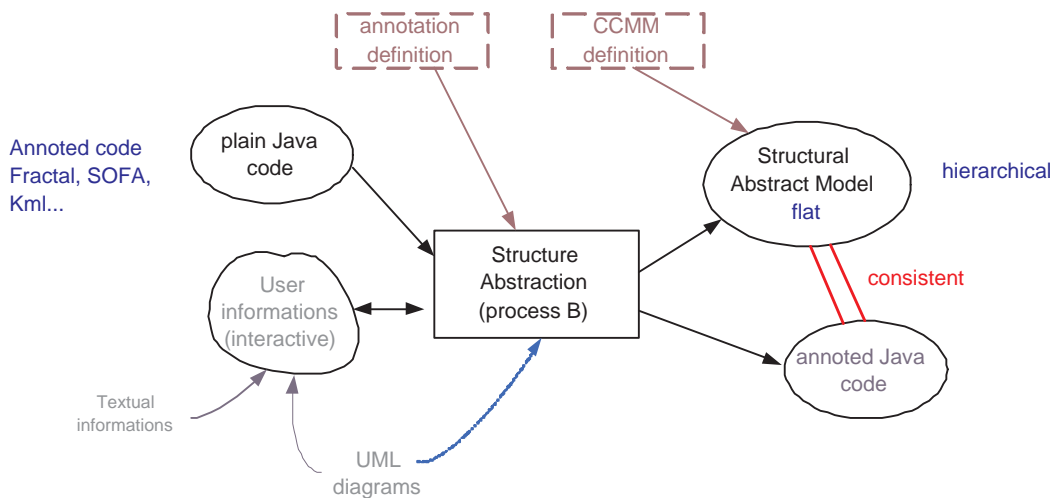 annotation
definition
CCMM
definition
Annoted code
Fractal, SOFA,
Kml...
plain Java
code
Structural
Abstract Model
flat
hierarchical
Structure
Abstraction
(process B)
User
informations
(interactive)
consistent
annoted Java
code
Textual
informations
UML
diagrams